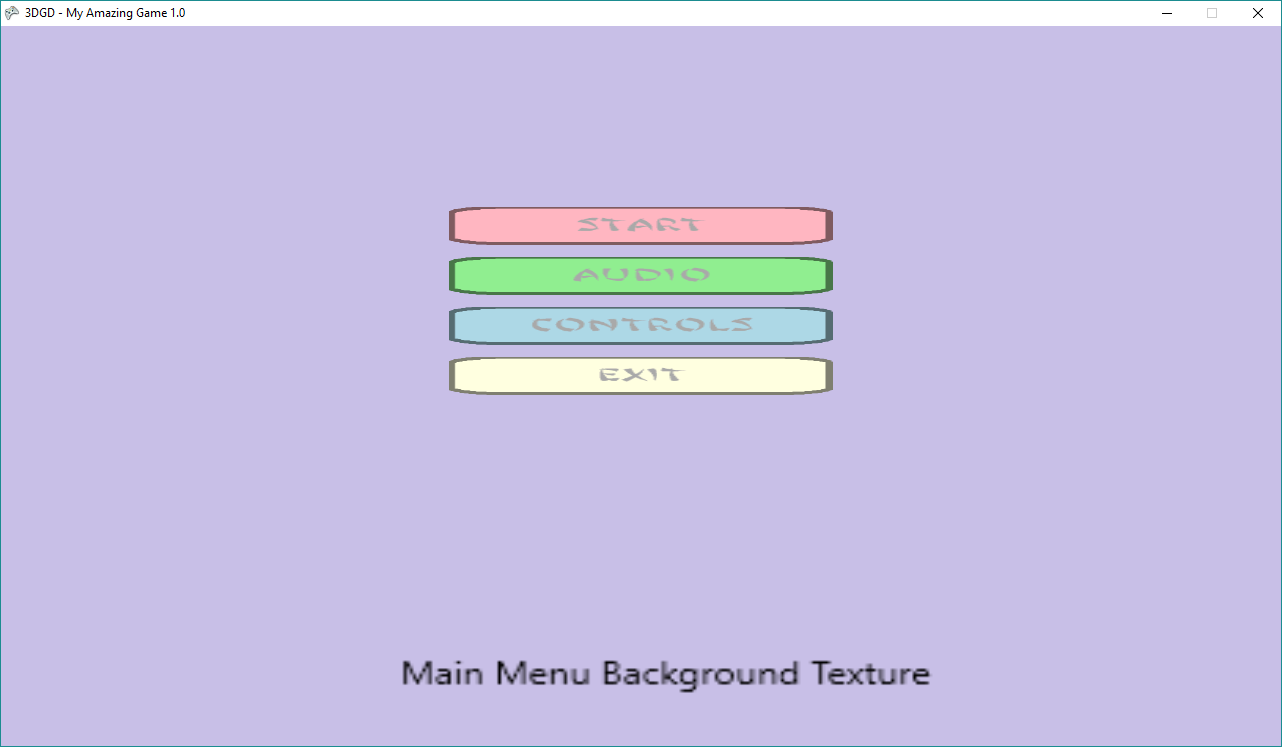 3DGD - My Amazing Game 1.0
START
AUDIO
CONTROLS
EXIT
Main Menu Background Texture